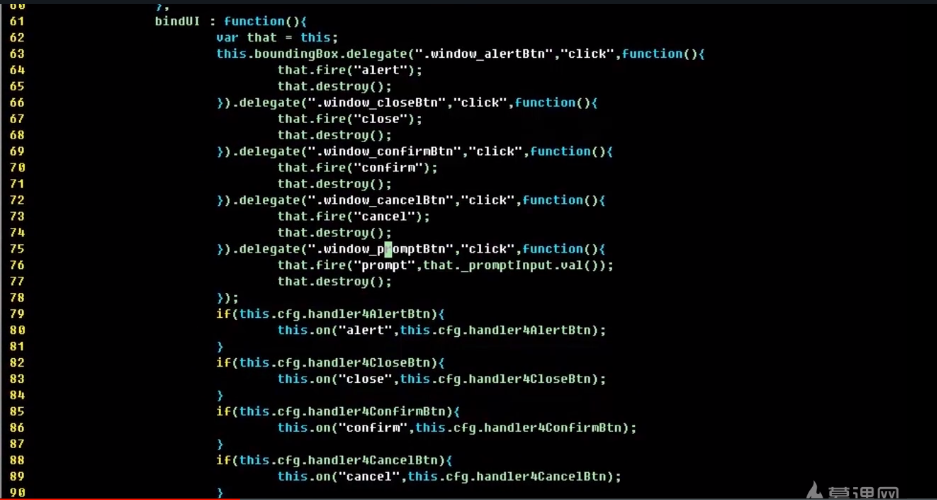 60 },
61 bindUI : function(){
62 var that = this;
63 this.boundingBox.delegate(".window_alertBtn","click",function(){
64 that.fire("alert");
65 that.destroy();
66 }).delegate(".window_closeBtn","click",function(){
67 that.fire("close");
68 that.destroy();
69 }).delegate(".window_confirmBtn","click",function(){
70 that.fire("confirm");
71 that.destroy();
72 }).delegate(".window_cancelBtn","click",function(){
73 that.fire("cancel");
74 that.destroy();
75 }).delegate(".window_promptBtn","click",function(){
76 that.fire("prompt",that._promptInput.val());
77 that.destroy();
78 });
79 if(this.cfg.handler4AlertBtn){
80 this.on("alert",this.cfg.handler4AlertBtn);
81 }
82 if(this.cfg.handler4CloseBtn){
83 this.on("close",this.cfg.handler4CloseBtn);
84 }
85 if(this.cfg.handler4ConfirmBtn){
86 this.on("confirm",this.cfg.handler4ConfirmBtn);
87 }
88 if(this.cfg.handler4CancelBtn){
89 this.on("cancel",this.cfg.handler4CancelBtn);
90 }
慕课网